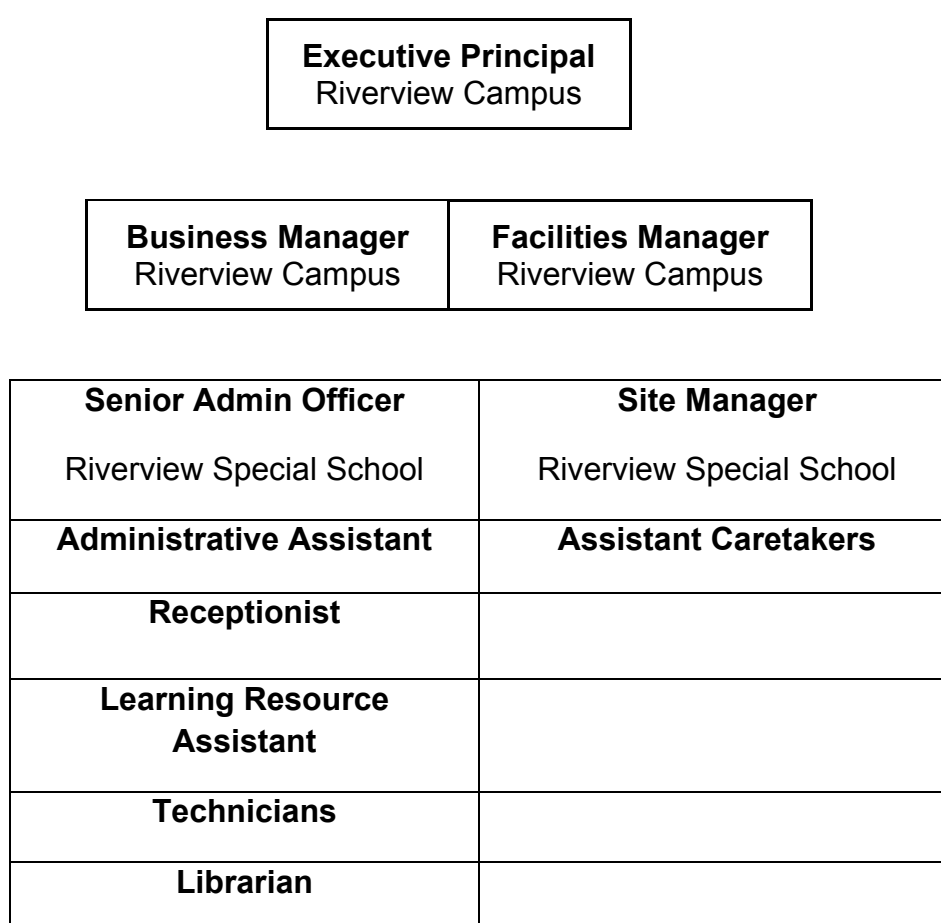 Executive Principal
Riverview Campus
Business Manager
Riverview Campus
Facilities Manager
Riverview Campus
Senior Admin Officer
Riverview Special School
Site Manager
Riverview Special School
Administrative Assistant
Assistant Caretakers
Receptionist
Learning Resource
Assistant
Technicians
Librarian